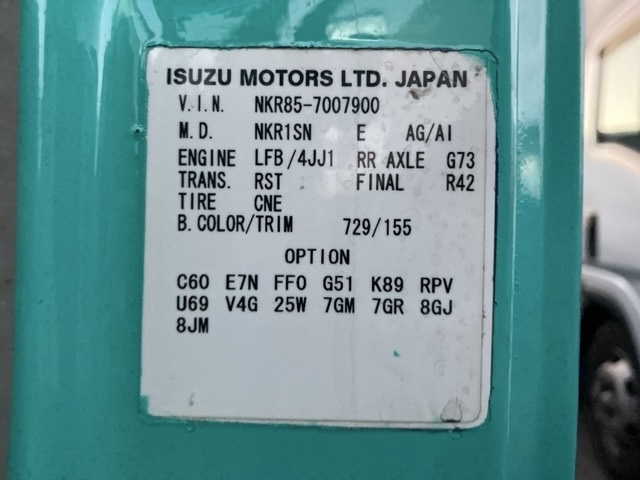 ISUZU MOTORS LTD. JAPAN
V.I.N. NKR85-7007900
M.D. NKR1SN E AG/AI
ENGINE LFB/4JJ1 RR AXLE G73
TRANS. RST FINAL R42
TIRE CNE
B.COLOR/TRIM 729/155
OPTION
C60 E7N FF0 G51 K89 RPV
U69 V4G 25W 7GM 7GR 8GJ
8JM